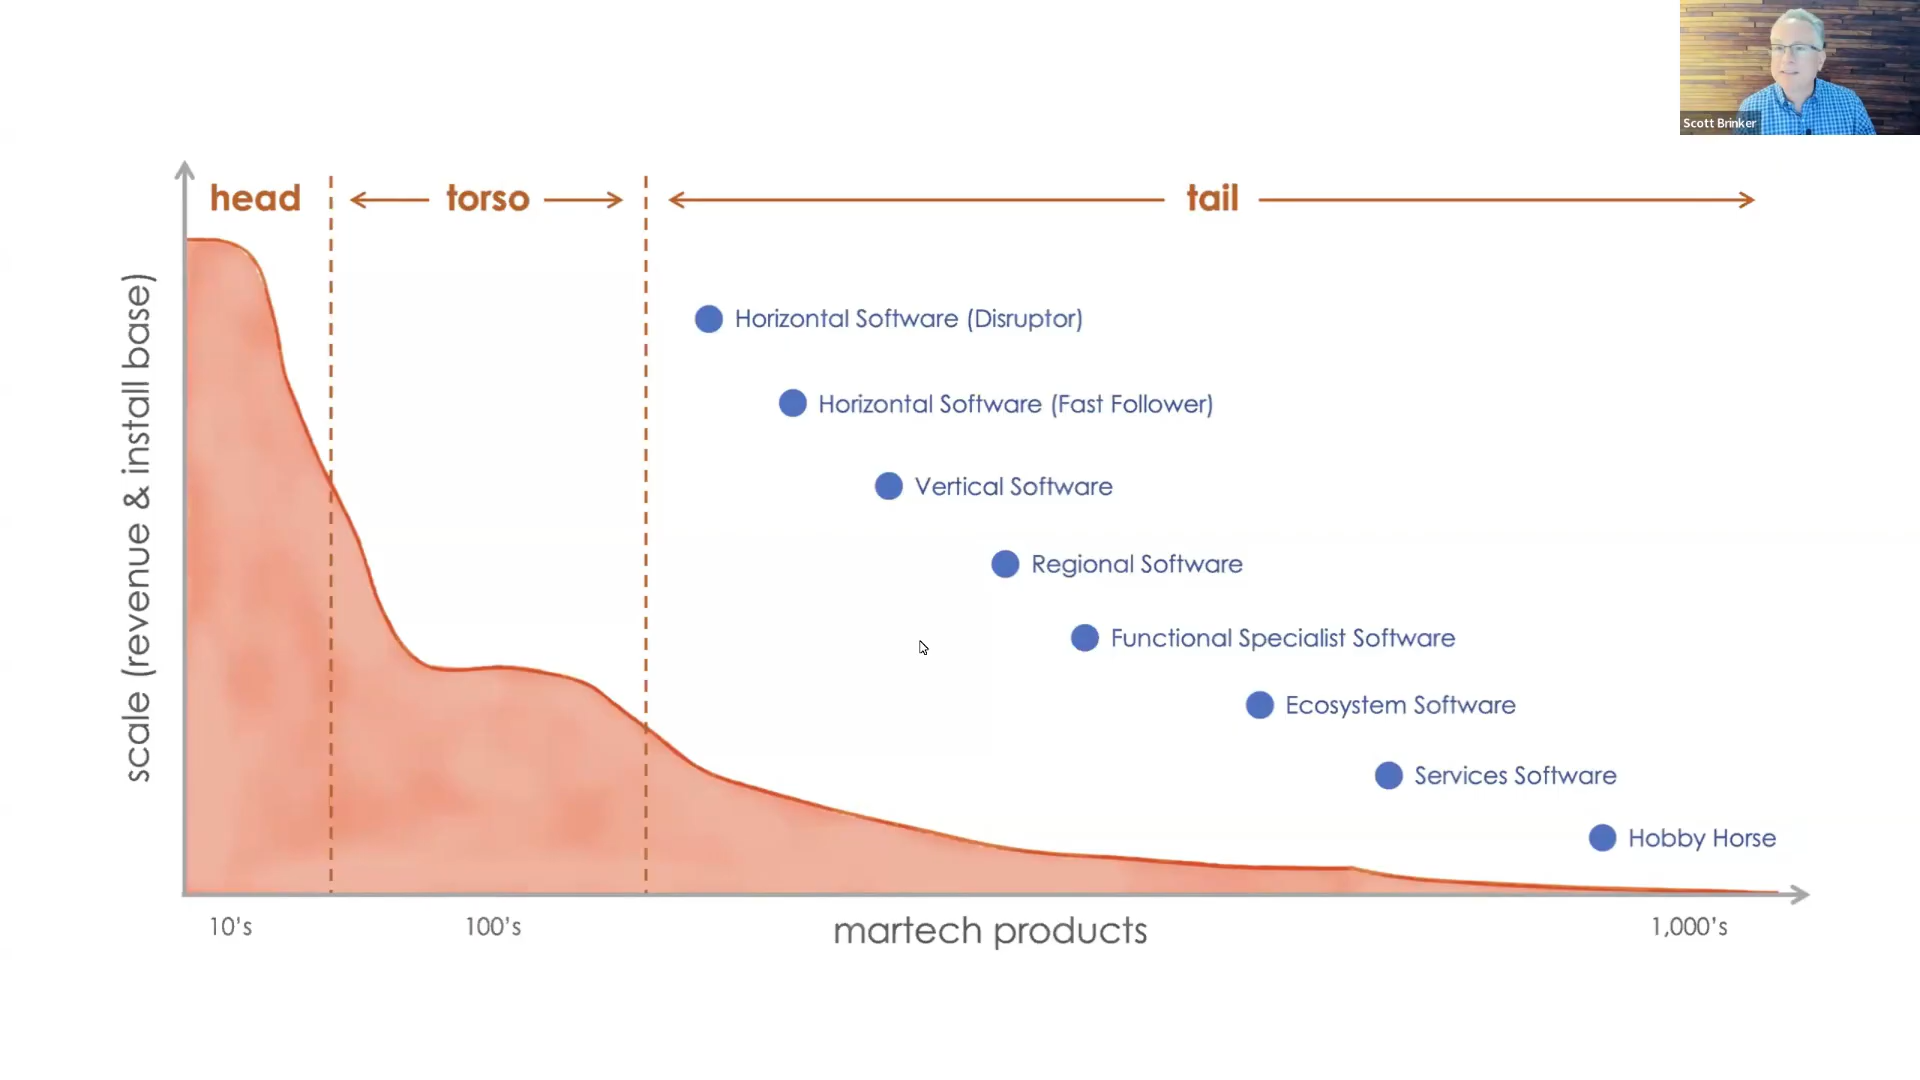 Scott Brinker
head
torso
tail
scale (revenue & install base)
Horizontal Software (Disruptor)
Horizontal Software (Fast Follower)
Vertical Software
Regional Software
Functional Specialist Software
Ecosystem Software
Services Software
Hobby Horse
10's
100's
martech products
1,000's